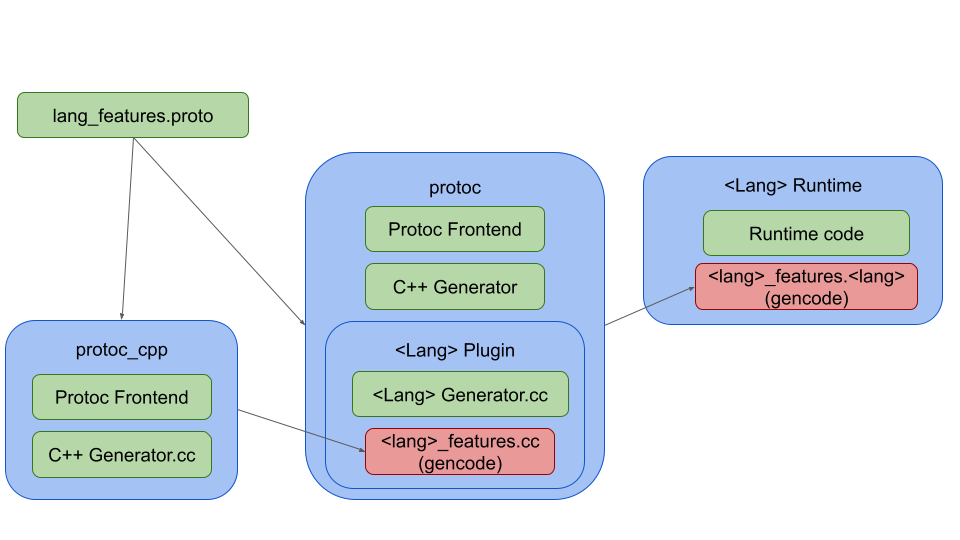 lang_features.proto
protoc
Protoc Frontend
C++ Generator
<Lang> Plugin
<Lang> Generator.cc
<lang>_features.cc
(gencode)
<Lang> Runtime
Runtime code
<lang>_features.<lang>
(gencode)
protoc_cpp
Protoc Frontend
C++ Generator.cc